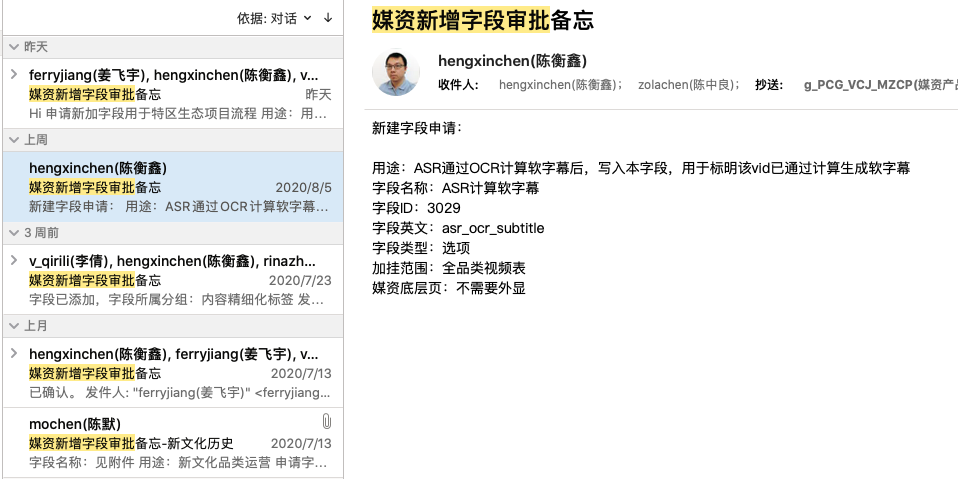 依据: 对话
昨天
ferryjiang(姜飞宇), hengxinchen(陈衡鑫), v...
媒资新增字段审批备忘 昨天
Hi 申请新加字段用于特区生态项目流程 用途：用...
上周
hengxinchen(陈衡鑫)
媒资新增字段审批备忘 2020/8/5
新建字段申请： 用途：ASR通过OCR计算软字幕...
3 周前
v_qirili(李倩), hengxinchen(陈衡鑫), rinazh...
媒资新增字段审批备忘 2020/7/23
字段已添加，字段所属分组：内容精细化标签 发...
上月
hengxinchen(陈衡鑫), ferryjiang(姜飞宇), v...
媒资新增字段审批备忘 2020/7/13
已确认。 发件人: "ferryjiang(姜飞宇)" <ferryjiang...
mochen(陈默)
媒资新增字段审批备忘-新文化历史 2020/7/13
字段名称：见附件 用途：新文化品类运营 申请字...
媒资新增字段审批备忘
hengxinchen(陈衡鑫)
收件人: hengxinchen(陈衡鑫); zolachen(陈中良); 抄送: g_PCG_VCJ_MZCP(媒资产品
新建字段申请：
用途：ASR通过OCR计算软字幕后，写入本字段，用于标明该vid已通过计算生成软字幕
字段名称：ASR计算软字幕
字段ID：3029
字段英文：asr_ocr_subtitle
字段类型：选项
加挂范围：全品类视频表
媒资底层页：不需要外显